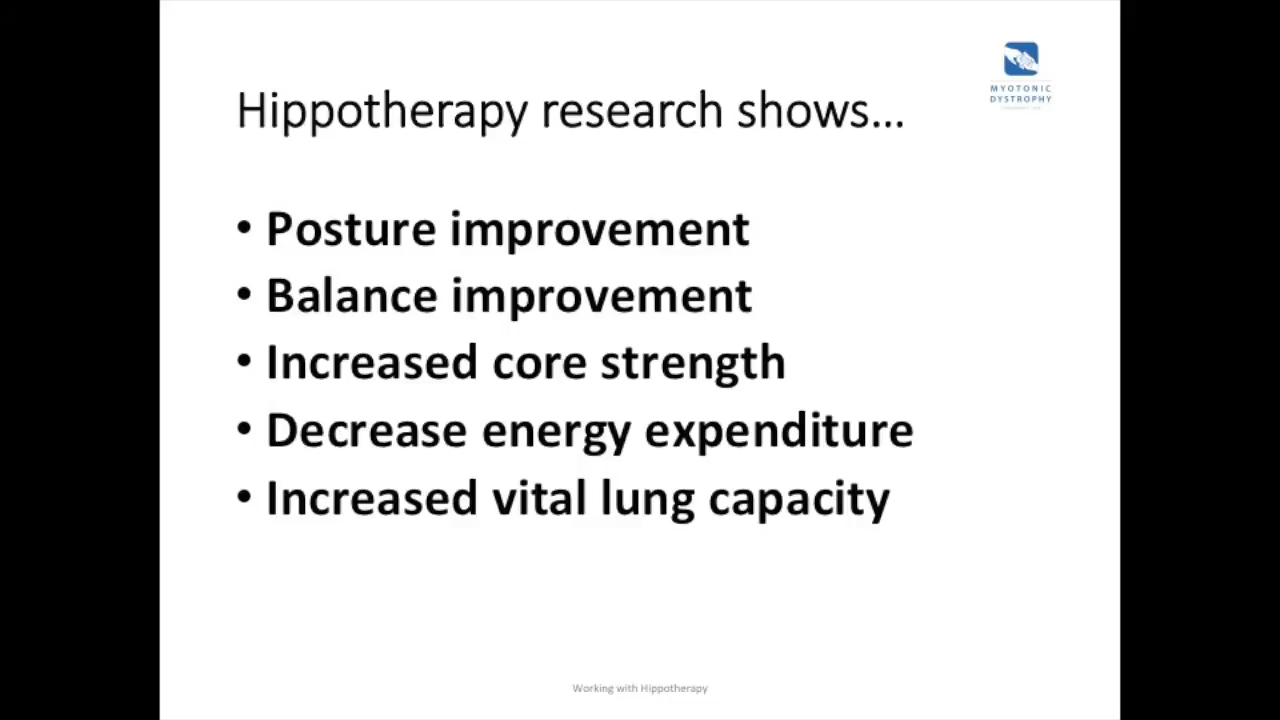 MYOTONIC
DYSTROPHY
Hippotherapy research shows...
• Posture improvement
• Balance improvement
• Increased core strength
• Decrease energy expenditure
• Increased vital lung capacity
Working with Hippotherapy